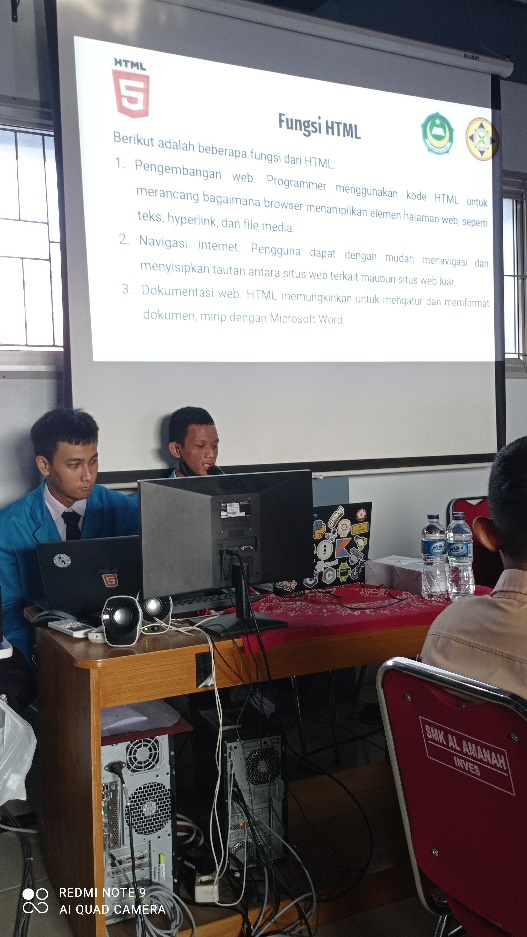 HTML
5
Fungsi HTML
Berikut adalah beberapa fungsi dari HTML:
1. Pengembangan web. Programmer menggunakan kode HTML untuk
merancang bagaimana browser menampilkan elemen halaman web, seperti
teks, hyperlink, dan file media.
2. Navigasi internet. Pengguna dapat dengan mudah menavigasi dan
menyisipkan tautan antara situs web terkait maupun situs web luar.
3. Dokumentasi web. HTML memungkinkan untuk mengatur dan memformat
dokumen, mirip dengan Microsoft Word.
SMK AL AMANAH
INVES
REDMI NOTE 9
AI QUAD CAMERA